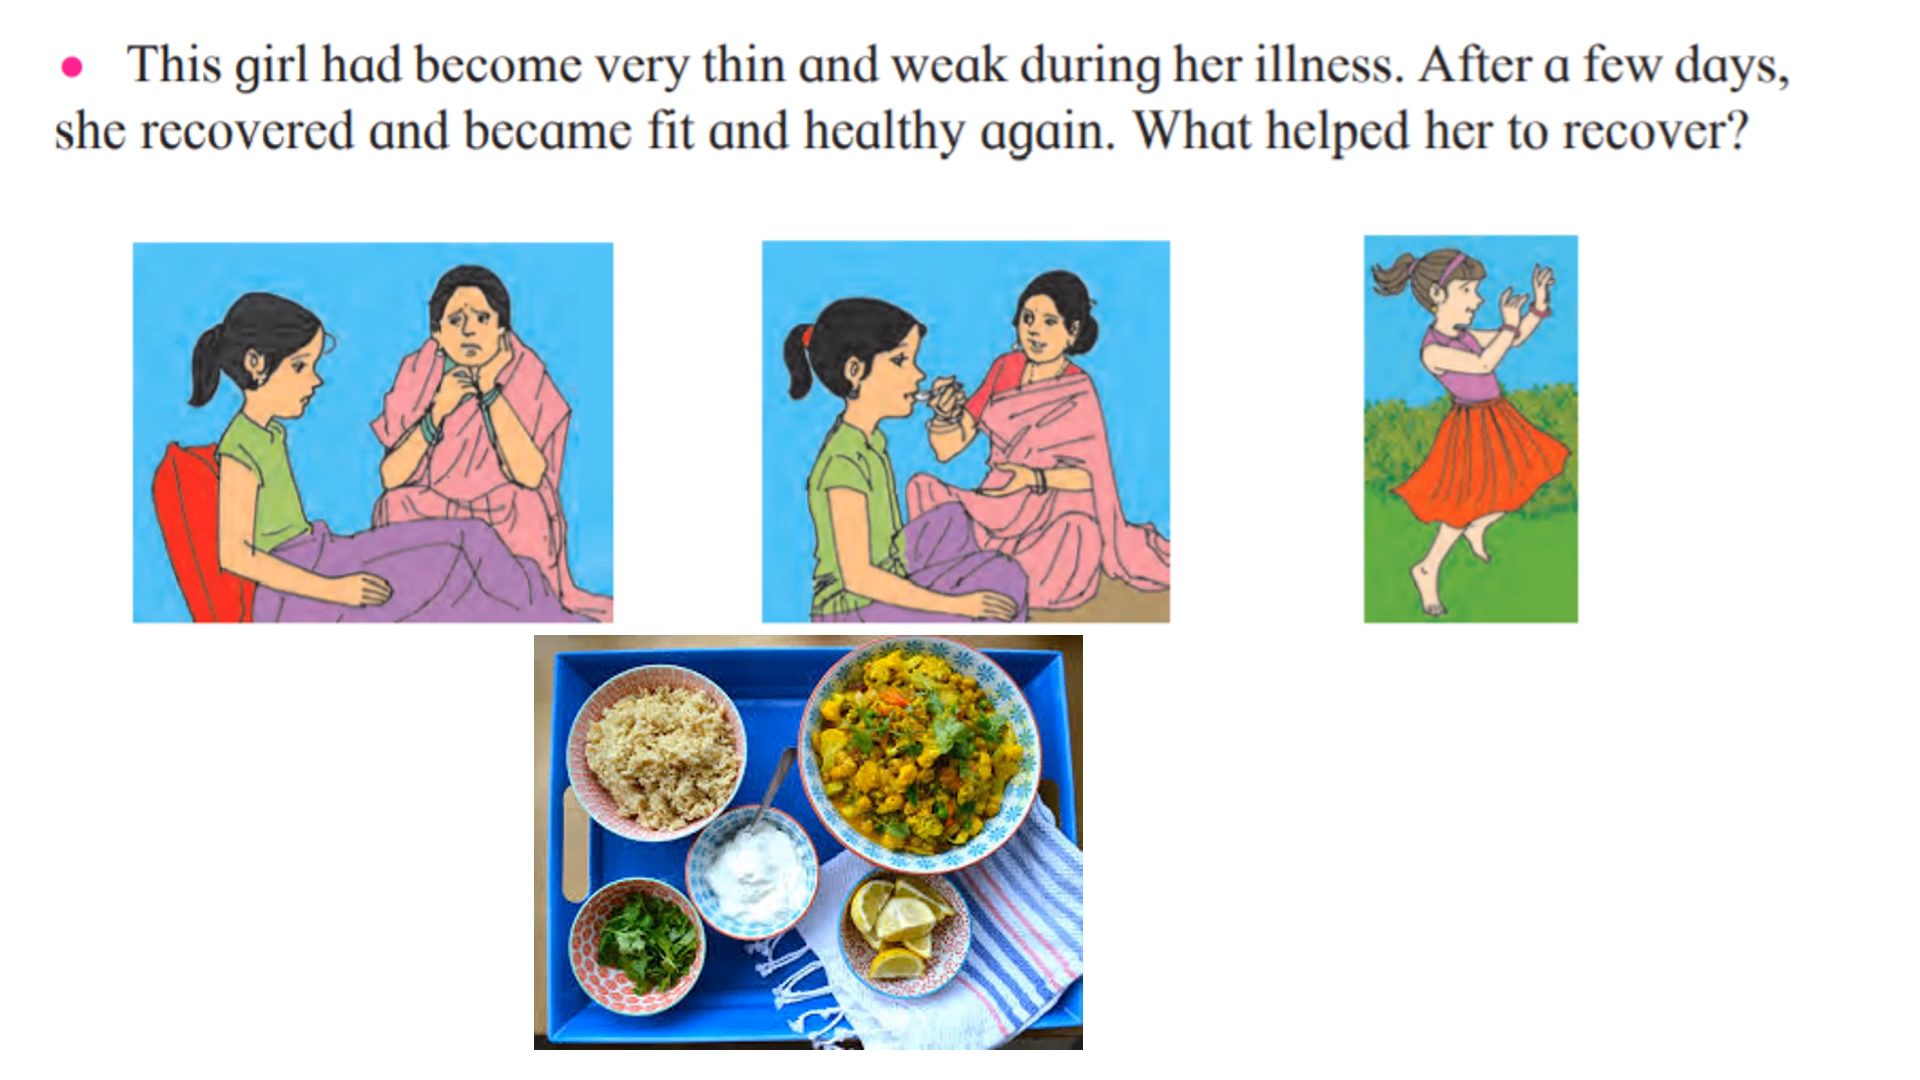 • This girl had become very thin and weak during her illness. After a few days,
she recovered and became fit and healthy again. What helped her to recover?